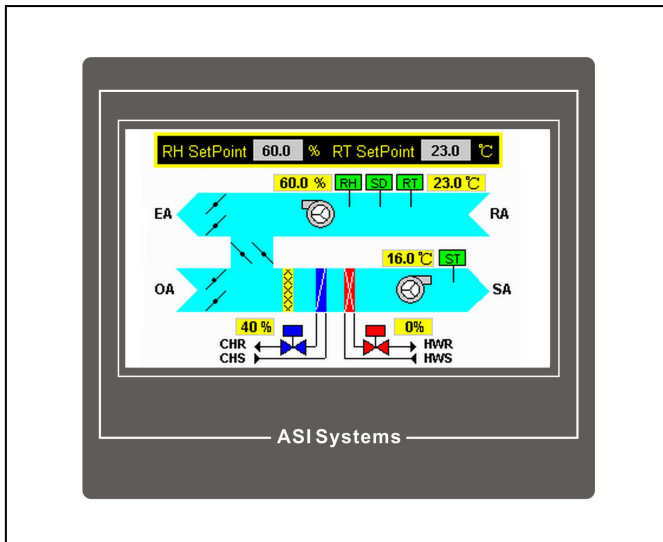 RH SetPoint 60.0 % RT SetPoint 23.0 ℃
60.0 % RH SD RT 23.0 ℃
EA RA
16.0 ℃ ST
OA SA
40 % 0%
CHR HWR
CHS HWS
ASI Systems